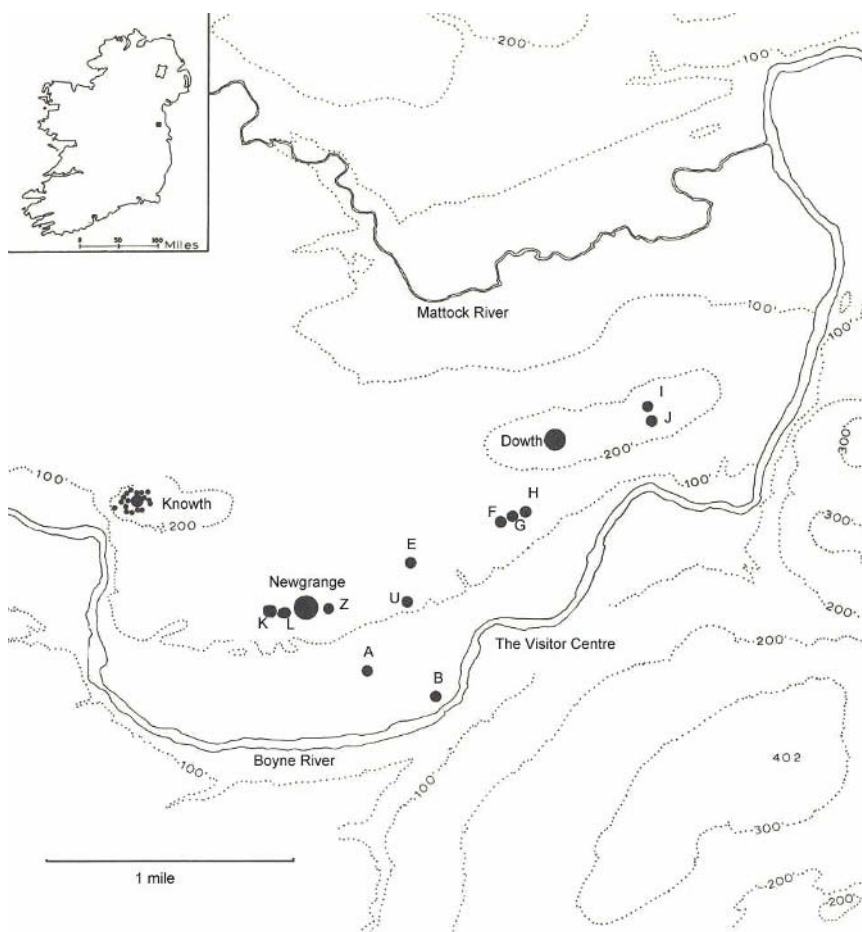 0 50 100 Miles
200'
100'
Mattock River
100'
100'
I
J
Dowth
200'
300'
100'
100'
Knowth
200
H
F
G
300'
E
Newgrange
Z
U
K
L
200'
The Visitor Centre
200'
A
B
Boyne River
100'
100'
402
300'
1 mile
200'
200'